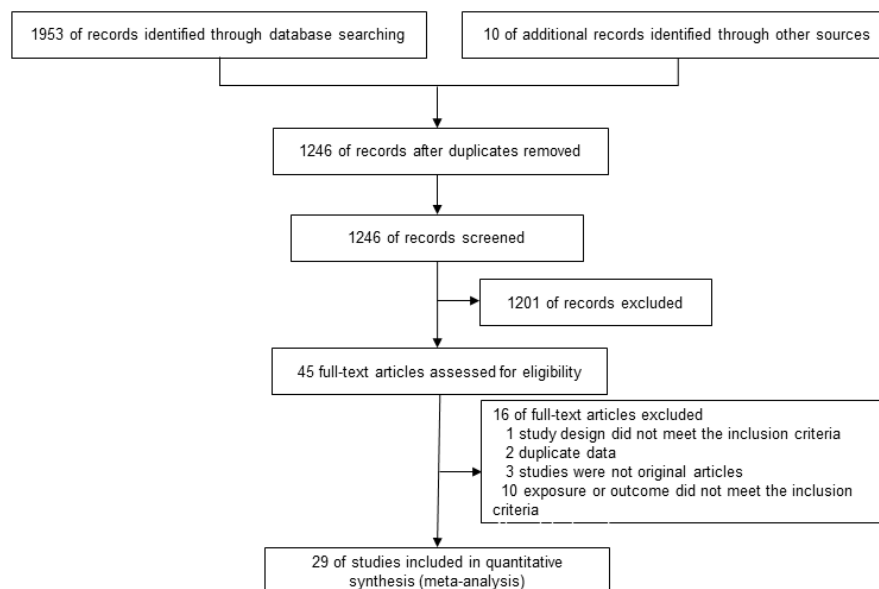 1953 of records identified through database searching
10 of additional records identified through other sources
1246 of records after duplicates removed
1246 of records screened
1201 of records excluded
45 full-text articles assessed for eligibility
16 of full-text articles excluded
1 study design did not meet the inclusion criteria
2 duplicate data
3 studies were not original articles
10 exposure or outcome did not meet the inclusion
criteria
29 of studies included in quantitative
synthesis (meta-analysis)